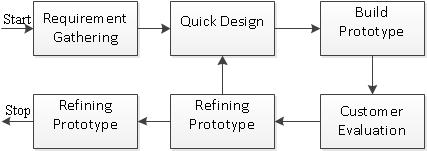 Start
Requirement
Gathering
Quick Design
Build
Prototype
Stop
Refining
Prototype
Refining
Prototype
Customer
Evaluation